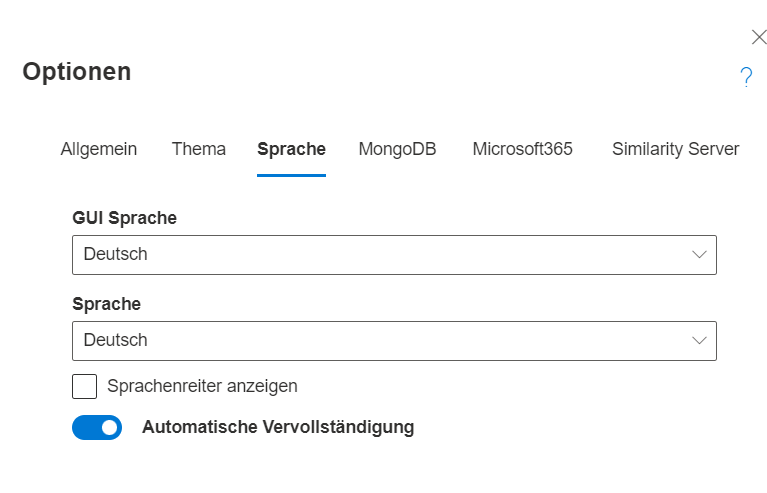 Optionen
?
Allgemein Thema Sprache MongoDB Microsoft365 Similarity Server
GUI Sprache
Deutsch
Sprache
Deutsch
Sprachenreiter anzeigen
Automatische Vervollständigung